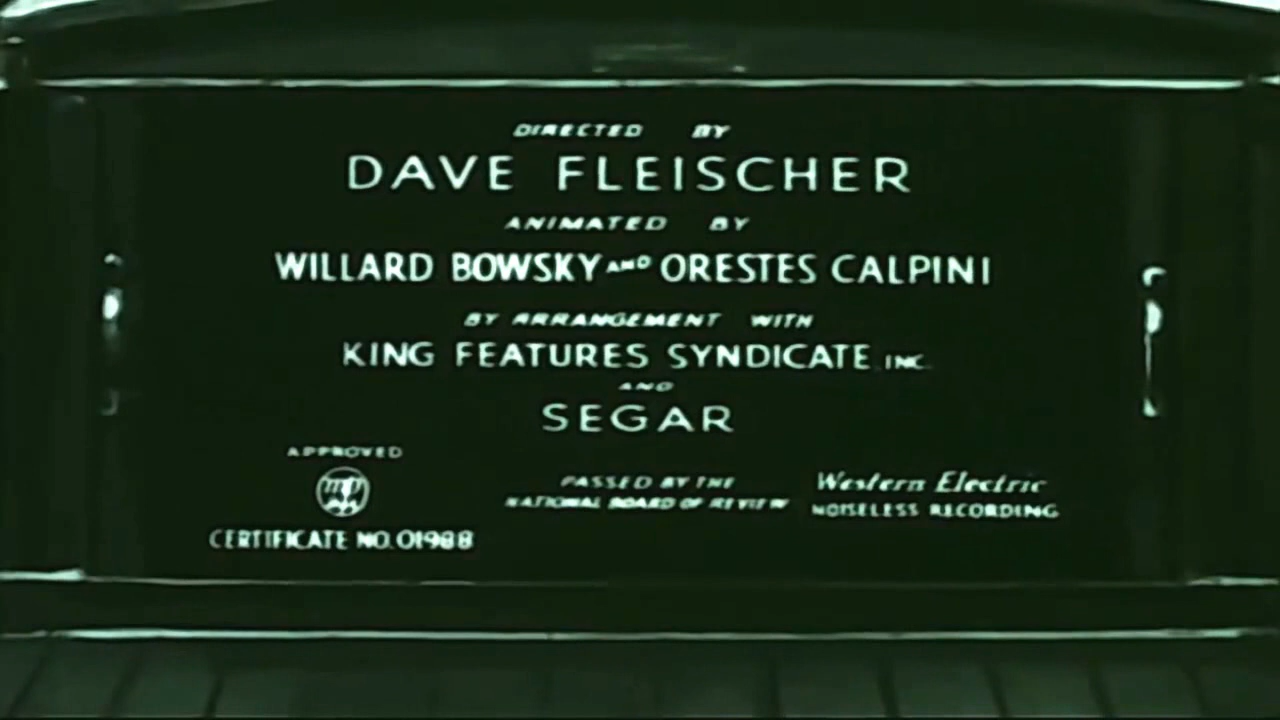 DIRECTED BY
DAVE FLEISCHER
ANIMATED BY
WILLARD BOWSKY AND ORESTES CALPINI
BY ARRANGEMENT WITH
KING FEATURES SYNDICATE INC.
AND
SEGAR
APPROVED
PASSED BY THE
NATIONAL BOARD OF REVIEW
Western Electric
NOISELESS RECORDING
CERTIFICATE NO. 01988